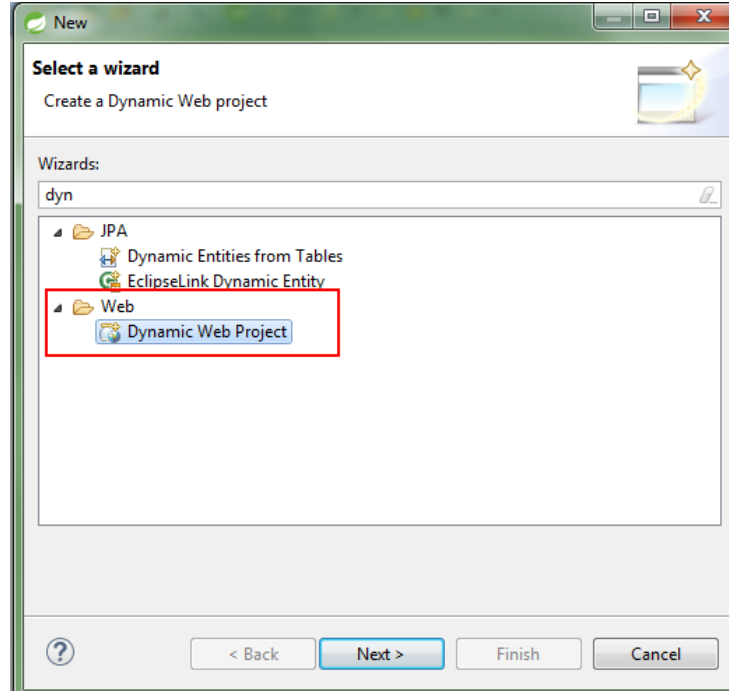 New
Select a wizard
Create a Dynamic Web project
Wizards:
dyn
JPA
Dynamic Entities from Tables
EclipseLink Dynamic Entity
Web
Dynamic Web Project
?
< Back Next > Finish Cancel